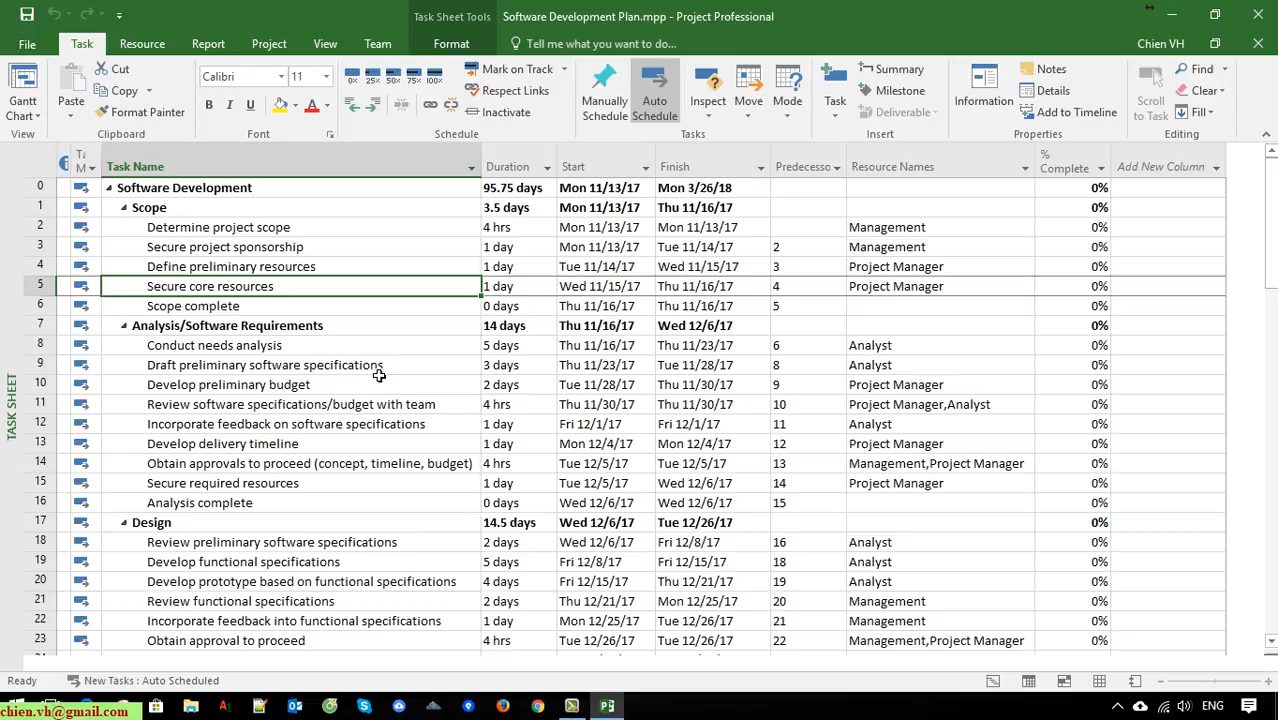 Task Sheet Tools Software Development Plan.mpp - Project Professional
File Task Resource Report Project View Team Format Tell me what you want to do... Chien VH
Gantt Chart Paste Cut Copy Format Painter Calibri 11 B I U A 0% 25% 50% 75% 100% Mark on Track Respect Links Inactivate Manually Schedule Auto Schedule Inspect Move Mode Task Summary Milestone Deliverable Information Notes Details Add to Timeline Scroll to Task Find Clear Fill
View Clipboard Font Schedule Tasks Insert Properties Editing
Task Name Duration Start Finish Predecesso Resource Names % Complete Add New Column
0 Software Development 95.75 days Mon 11/13/17 Mon 3/26/18 0%
1 Scope 3.5 days Mon 11/13/17 Thu 11/16/17 0%
2 Determine project scope 4 hrs Mon 11/13/17 Mon 11/13/17 Management 0%
3 Secure project sponsorship 1 day Mon 11/13/17 Tue 11/14/17 2 Management 0%
4 Define preliminary resources 1 day Tue 11/14/17 Wed 11/15/17 3 Project Manager 0%
5 Secure core resources 1 day Wed 11/15/17 Thu 11/16/17 4 Project Manager 0%
6 Scope complete 0 days Thu 11/16/17 Thu 11/16/17 5 0%
7 Analysis/Software Requirements 14 days Thu 11/16/17 Wed 12/6/17 0%
8 Conduct needs analysis 5 days Thu 11/16/17 Thu 11/23/17 6 Analyst 0%
9 Draft preliminary software specifications 3 days Thu 11/23/17 Tue 11/28/17 8 Analyst 0%
10 Develop preliminary budget 2 days Tue 11/28/17 Thu 11/30/17 9 Project Manager 0%
11 Review software specifications/budget with team 4 hrs Thu 11/30/17 Thu 11/30/17 10 Project Manager,Analyst 0%
12 Incorporate feedback on software specifications 1 day Fri 12/1/17 Fri 12/1/17 11 Analyst 0%
13 Develop delivery timeline 1 day Mon 12/4/17 Mon 12/4/17 12 Project Manager 0%
14 Obtain approvals to proceed (concept, timeline, budget) 4 hrs Tue 12/5/17 Tue 12/5/17 13 Management,Project Manager 0%
15 Secure required resources 1 day Tue 12/5/17 Wed 12/6/17 14 Project Manager 0%
16 Analysis complete 0 days Wed 12/6/17 Wed 12/6/17 15 0%
17 Design 14.5 days Wed 12/6/17 Tue 12/26/17 0%
18 Review preliminary software specifications 2 days Wed 12/6/17 Fri 12/8/17 16 Analyst 0%
19 Develop functional specifications 5 days Fri 12/8/17 Fri 12/15/17 18 Analyst 0%
20 Develop prototype based on functional specifications 4 days Fri 12/15/17 Thu 12/21/17 19 Analyst 0%
21 Review functional specifications 2 days Thu 12/21/17 Mon 12/25/17 20 Management 0%
22 Incorporate feedback into functional specifications 1 day Mon 12/25/17 Tue 12/26/17 21 Management 0%
23 Obtain approval to proceed 4 hrs Tue 12/26/17 Tue 12/26/17 22 Management,Project Manager 0%
TASK SHEET
Ready New Tasks : Auto Scheduled
chien.vh@gmail.com ENG